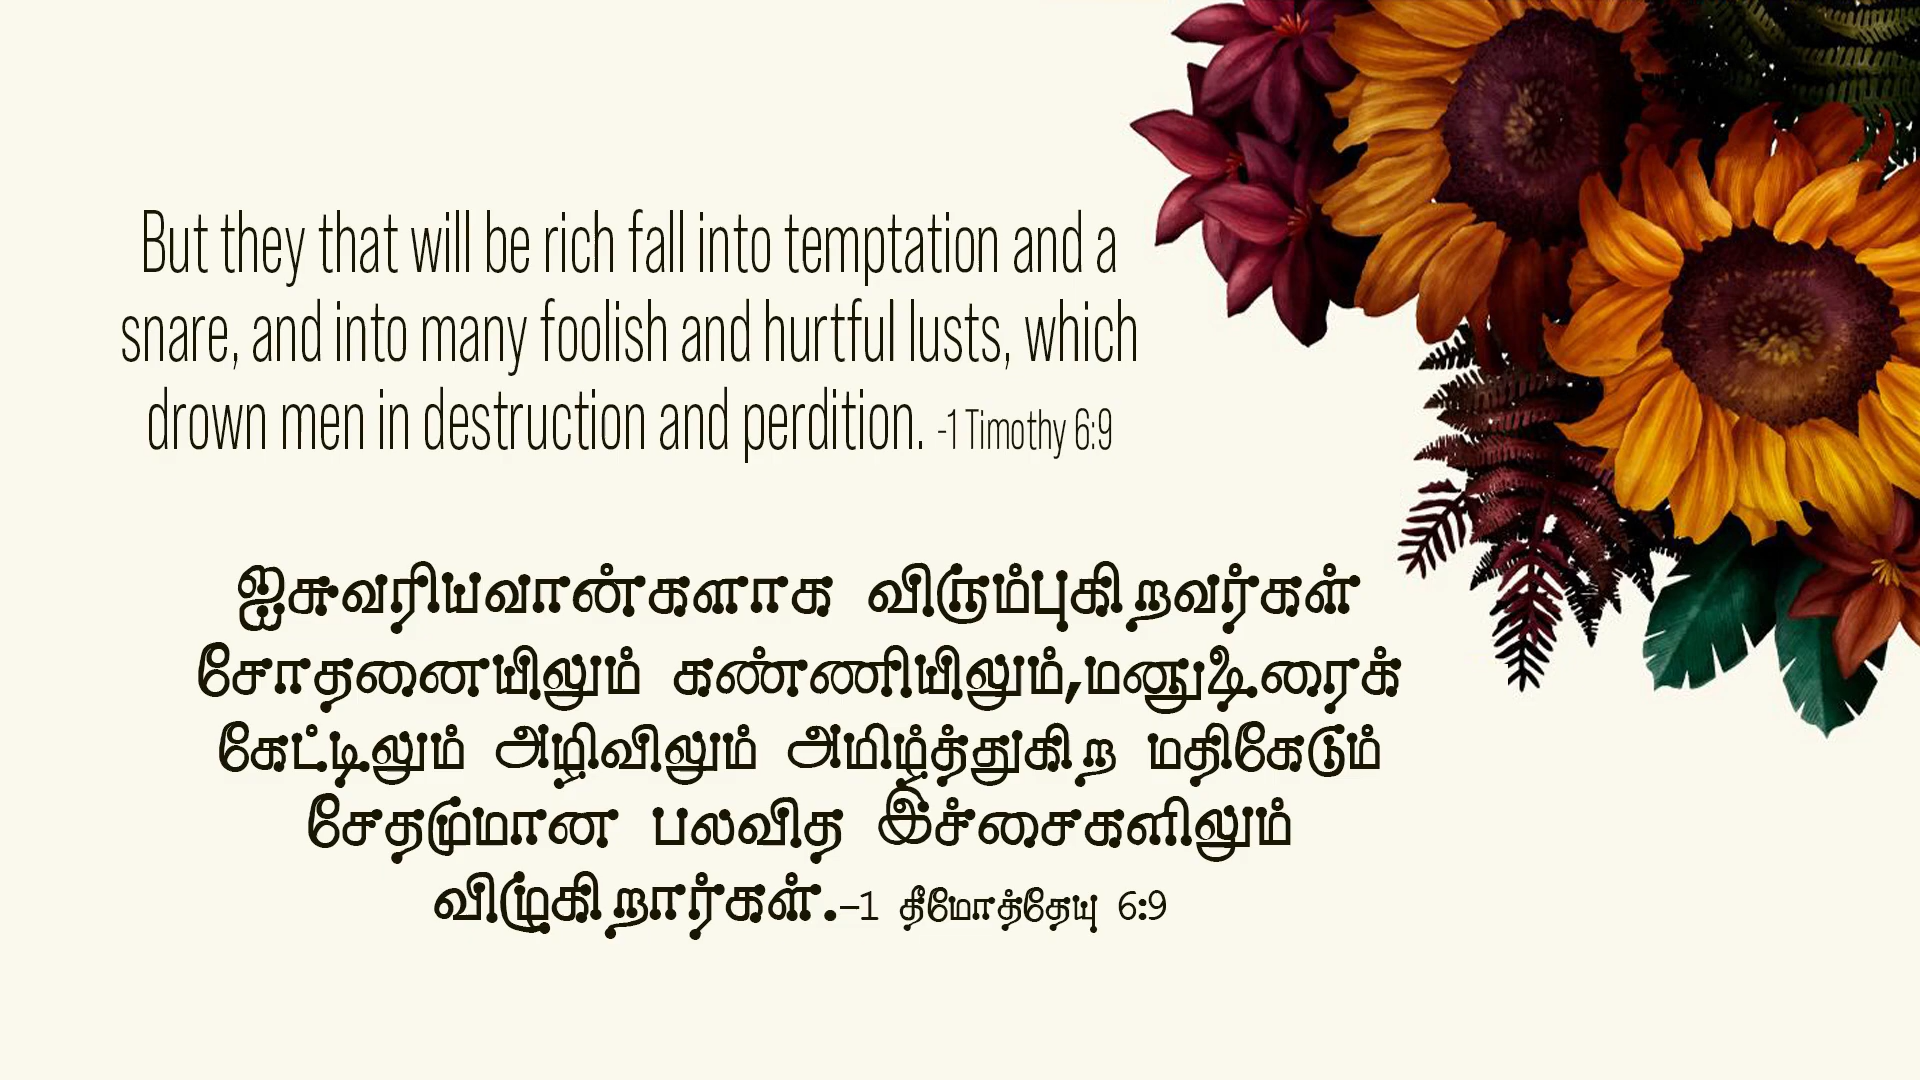 But they that will be rich fall into temptation and a
snare, and into many foolish and hurtful lusts, which
drown men in destruction and perdition. -1 Timothy 6:9
ஐசுவரியவான்களாக விரும்புகிறவர்கள்
சோதனையிலும் கண்ணியிலும்,மனுஷரைக்
கேட்டிலும் அழிவிலும் அமிழ்த்துகிற மதிகேடும்
சேதமுமான பலவித இச்சைகளிலும்
விழுகிறார்கள்.-1 தீமோத்தேயு 6:9